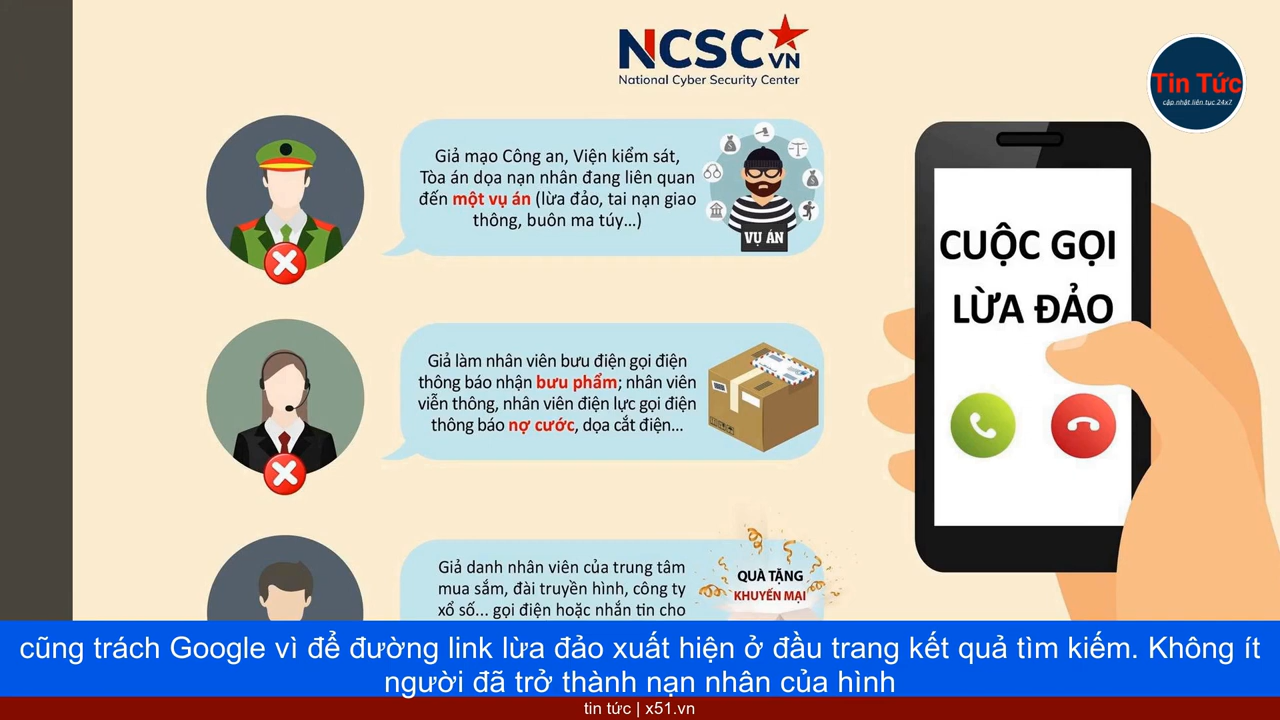 NCSC VN
National Cyber Security Center
Tin Tức
cập nhật liên tục 24x7
Giả mạo Công an, Viện kiểm sát,
Tòa án dọa nạn nhân đang liên quan
đến một vụ án (lừa đảo, tai nạn giao
thông, buôn ma túy...)
VỤ ÁN
CUỘC GỌI
LỪA ĐẢO
Giả làm nhân viên bưu điện gọi điện
thông báo nhận bưu phẩm; nhân viên
viễn thông, nhân viên điện lực gọi điện
thông báo nợ cước, dọa cắt điện...
Giả danh nhân viên của trung tâm
mua sắm, đài truyền hình, công ty
xổ số... gọi điện hoặc nhắn tin cho
QUÀ TẶNG
KHUYẾN MẠI
cũng trách Google vì để đường link lừa đảo xuất hiện ở đầu trang kết quả tìm kiếm. Không ít
người đã trở thành nạn nhân của hình
tin tức | x51.vn